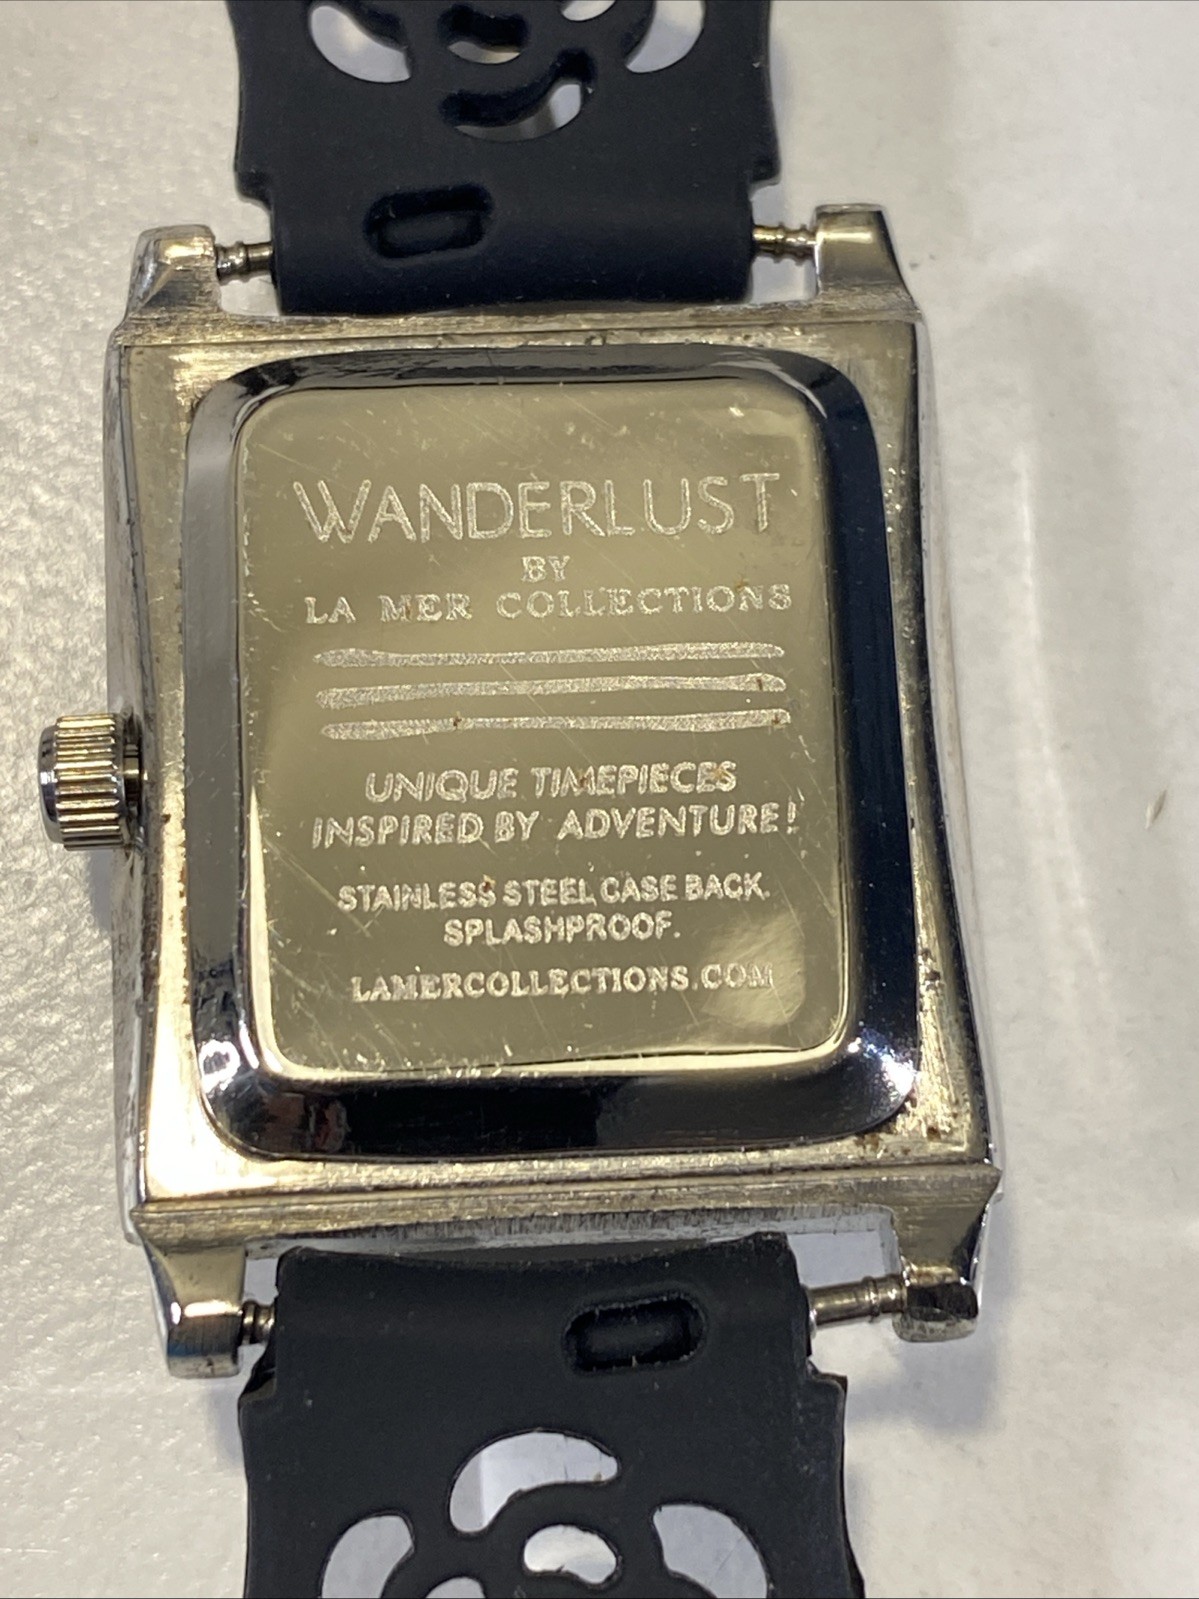 WANDERLUST
BY
LA MER COLLECTIONS
UNIQUE TIMEPIECES
INSPIRED BY ADVENTURE!
STAINLESS STEEL CASE BACK.
SPLASHPROOF.
LAMERCOLLECTIONS.COM